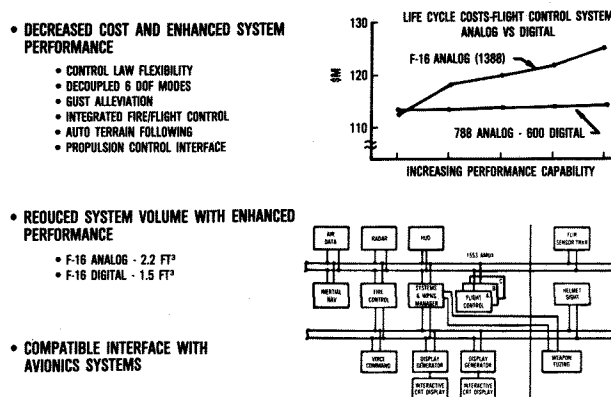 • DECREASED COST AND ENHANCED SYSTEM
PERFORMANCE
• CONTROL LAW FLEXIBILITY
• DECOUPLED 6 DOF MODES
• GUST ALLEVIATION
• INTEGRATED FIRE/FLIGHT CONTROL
• AUTO TERRAIN FOLLOWING
• PROPULSION CONTROL INTERFACE
LIFE CYCLE COSTS-FLIGHT CONTROL SYSTEM
ANALOG VS DIGITAL
F-16 ANALOG (1388)
$M
130
120
110
788 ANALOG - 600 DIGITAL
INCREASING PERFORMANCE CAPABILITY
• REDUCED SYSTEM VOLUME WITH ENHANCED
PERFORMANCE
• F-16 ANALOG - 2.2 FT³
• F-16 DIGITAL - 1.5 FT³
• COMPATIBLE INTERFACE WITH
AVIONICS SYSTEMS
AIR
DATA
RADAR
HUD
1553 AMUX
FLIR
SENSOR TRKR
INERTIAL
NAV
FIRE
CONTROL
SYSTEMS
& WPNS
MANAGER
FLIGHT
CONTROL
HELMET
SIGHT
VOICE
COMMAND
DISPLAY
GENERATOR
DISPLAY
GENERATOR
WEAPON
FUZING
INTERACTIVE
CRT DISPLAY
INTERACTIVE
CRT DISPLAY